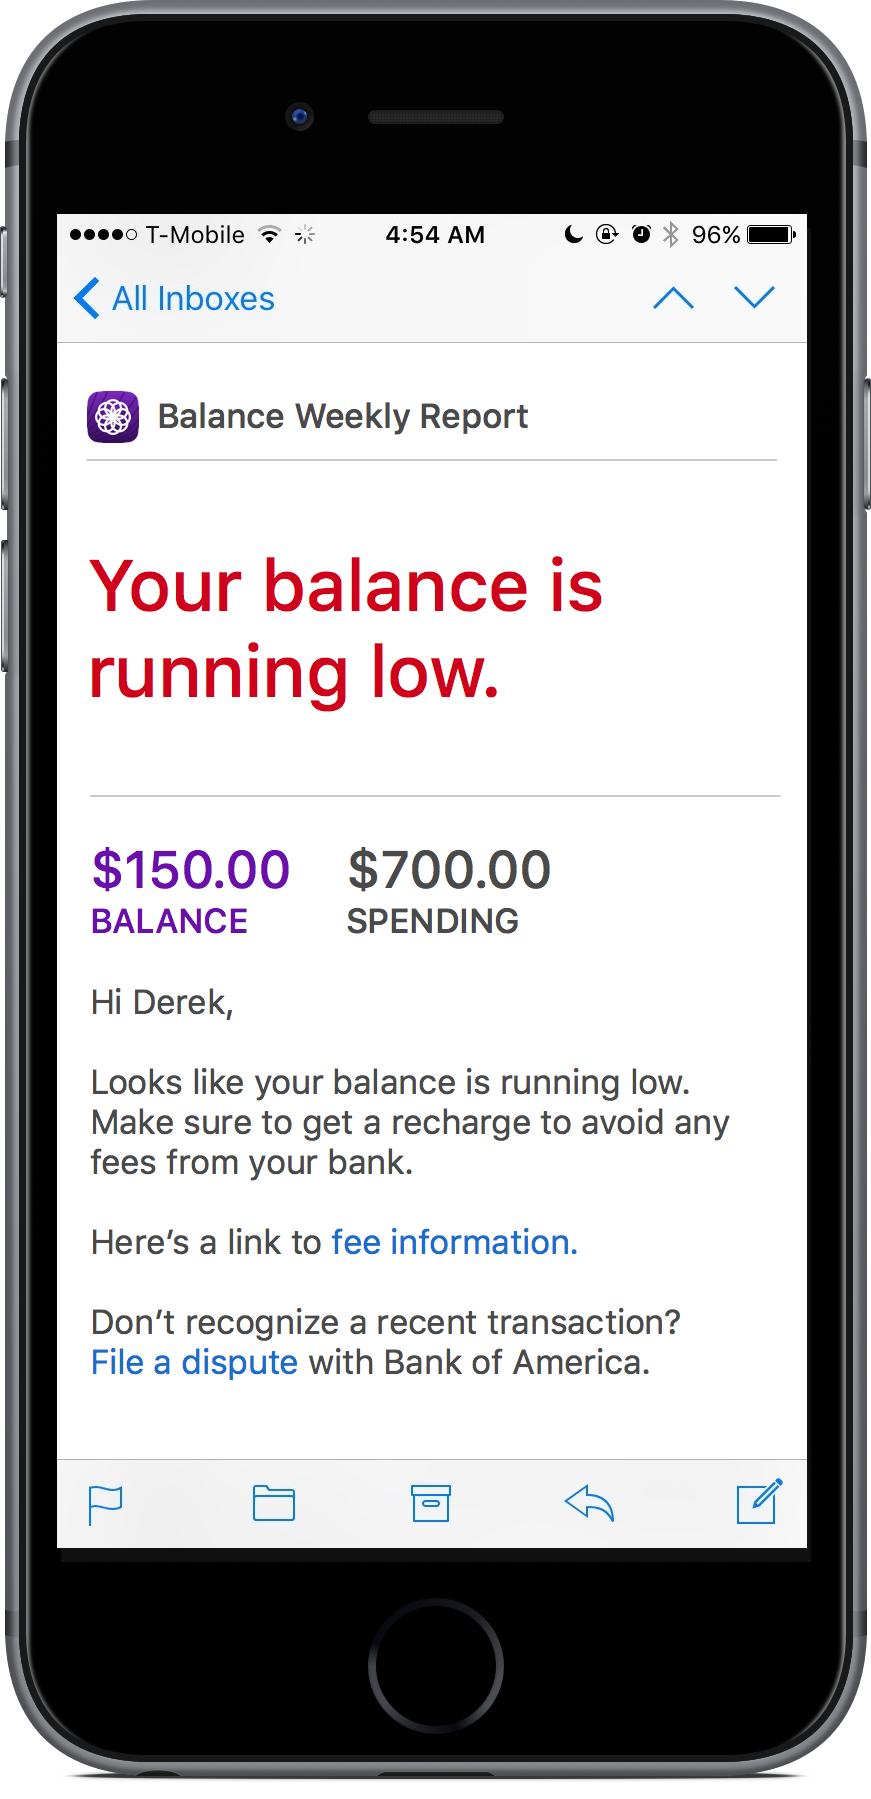 T-Mobile 4:54 AM 96%
All Inboxes
Balance Weekly Report
Your balance is
running low.
$150.00 $700.00
BALANCE SPENDING
Hi Derek,
Looks like your balance is running low.
Make sure to get a recharge to avoid any
fees from your bank.
Here’s a link to fee information.
Don’t recognize a recent transaction?
File a dispute with Bank of America.